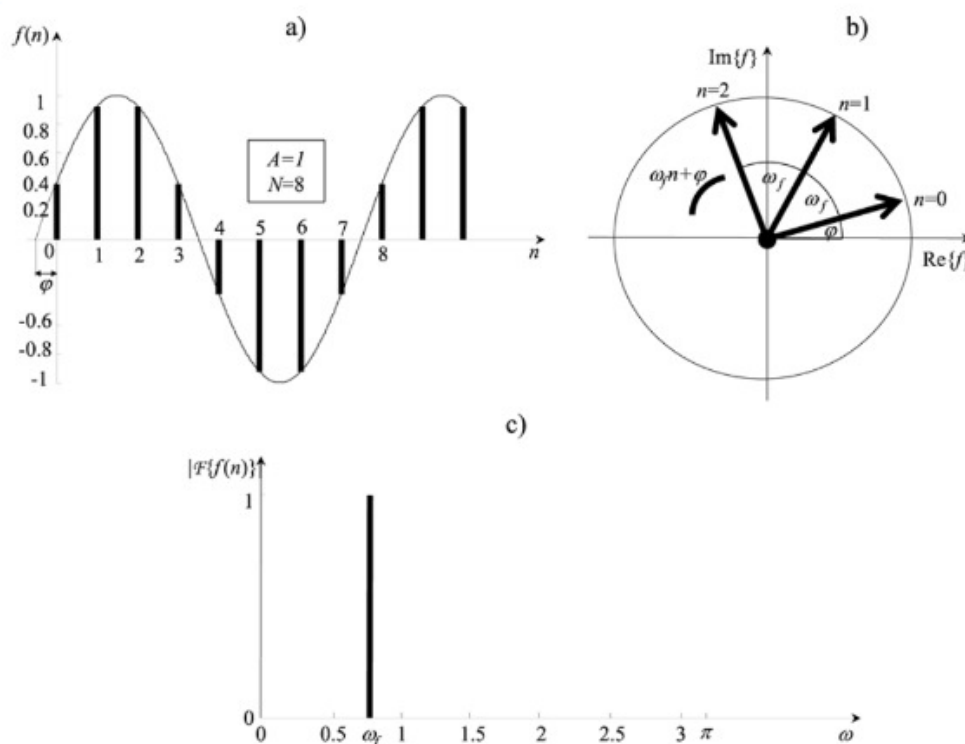 a)
f(n)
1
0.8
0.6
0.4
0.2
0
-0.6
-0.8
-1
φ
A=1
N=8
1
2
3
4
5
6
7
8
n
b)
Im{f}
n=2
n=1
n=0
ω_f n+φ
ω_f
ω_f
φ
Re{f}
c)
|ℱ{f(n)}|
1
0
0
0.5
ω_f
1
1.5
2
2.5
3
π
ω